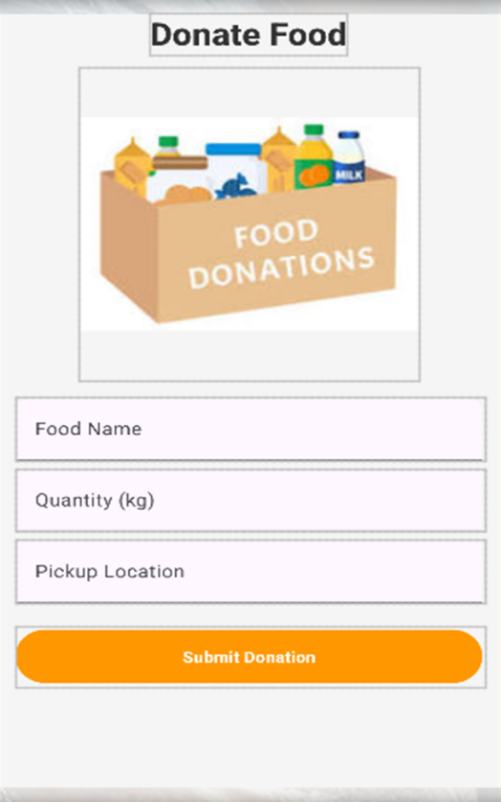 Donate Food
MILK
FOOD
DONATIONS
Food Name
Quantity (kg)
Pickup Location
Submit Donation